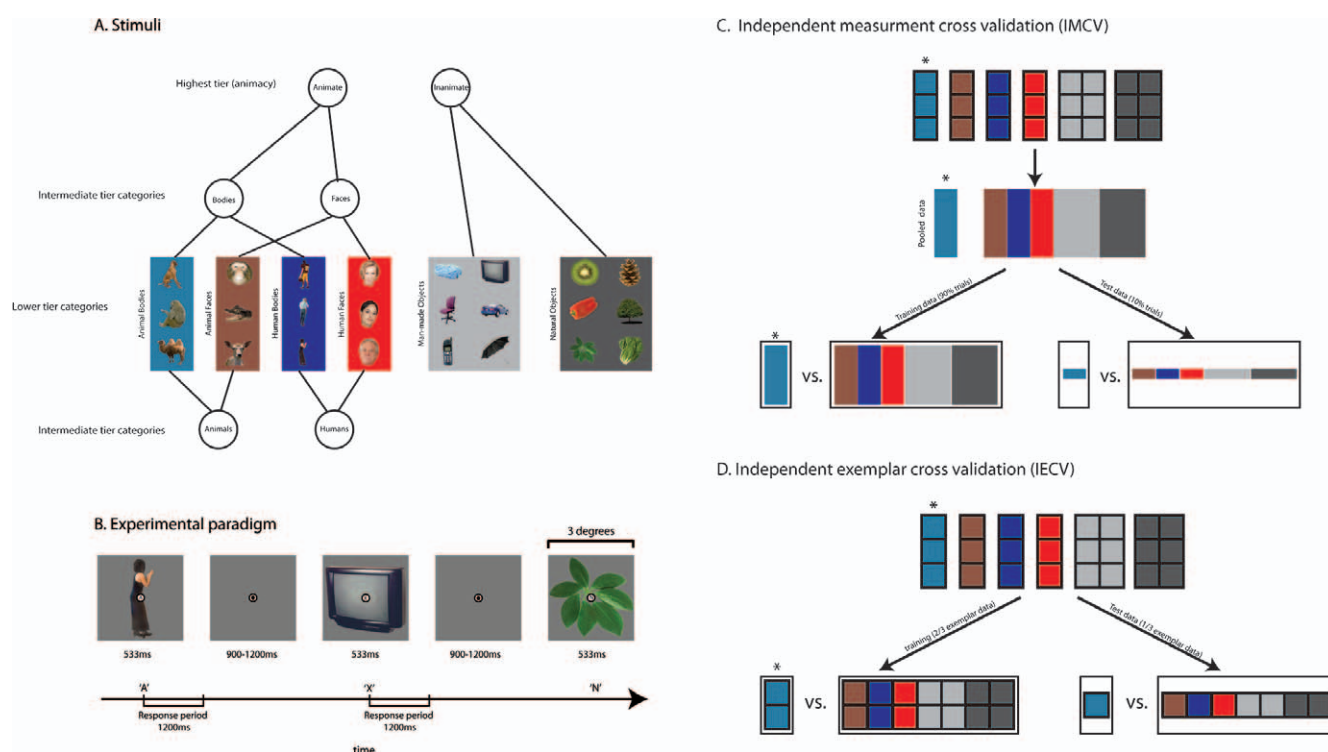 A. Stimuli
Highest tier (animacy)
Animate
Inanimate
Intermediate tier categories
Bodies
Faces
Lower tier categories
Animal Bodies
Animal Faces
Human Bodies
Human Faces
Man-made Objects
Natural Objects
Intermediate tier categories
Animals
Humans
B. Experimental paradigm
3 degrees
533ms
900-1200ms
533ms
900-1200ms
533ms
'A'
'X'
'N'
Response period
1200ms
Response period
1200ms
time
C. Independent measurment cross validation (IMCV)
*
*
Pooled data
Training data (90% trials)
Test data (10% trials)
*
vs.
vs.
D. Independent exemplar cross validation (IECV)
*
training (2/3 exemplar data)
Test data (1/3 exemplar data)
*
vs.
vs.